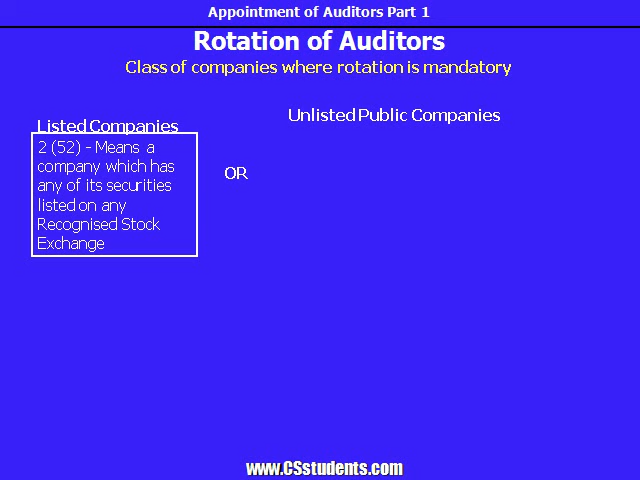 Appointment of Auditors Part 1
Rotation of Auditors
Class of companies where rotation is mandatory
Listed Companies
2 (52) - Means a
company which has
any of its securities
listed on any
Recognised Stock
Exchange
OR
Unlisted Public Companies
www.CSstudents.com